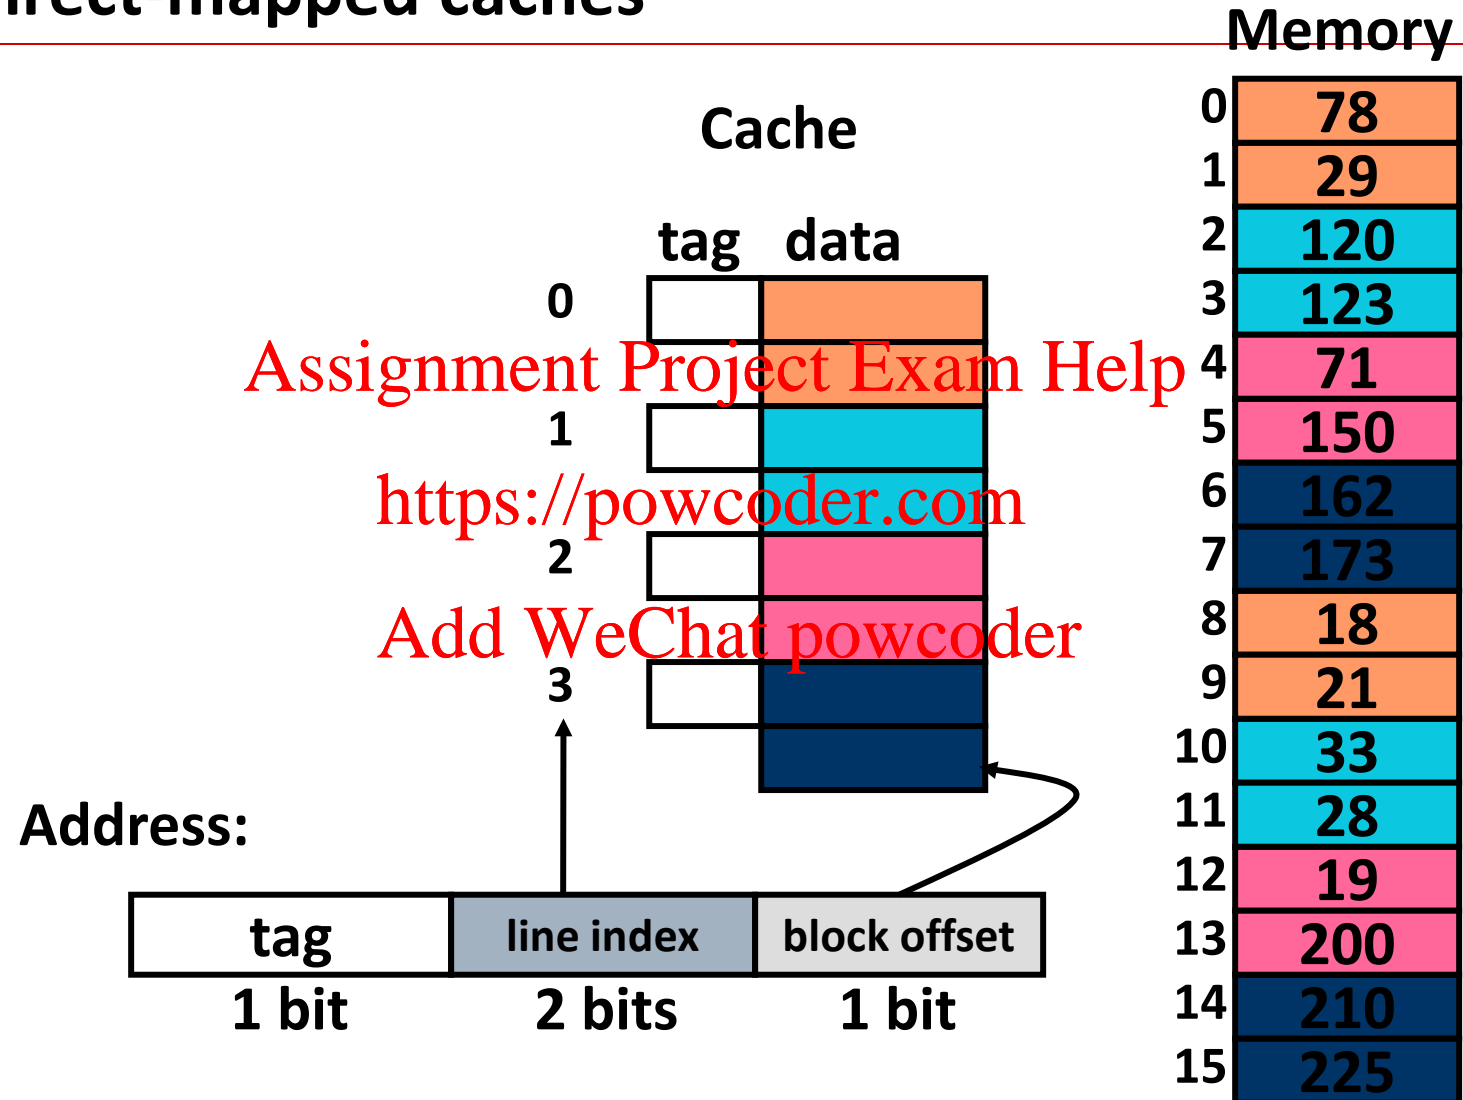 irect-mapped caches
Memory
Cache
tag data
0
1
2
3
0 78
1 29
2 120
3 123
4 71
5 150
6 162
7 173
8 18
9 21
10 33
11 28
12 19
13 200
14 210
15 225
Assignment Project Exam Help
https://powcoder.com
Add WeChat powcoder
Address:
tag line index block offset
1 bit 2 bits 1 bit